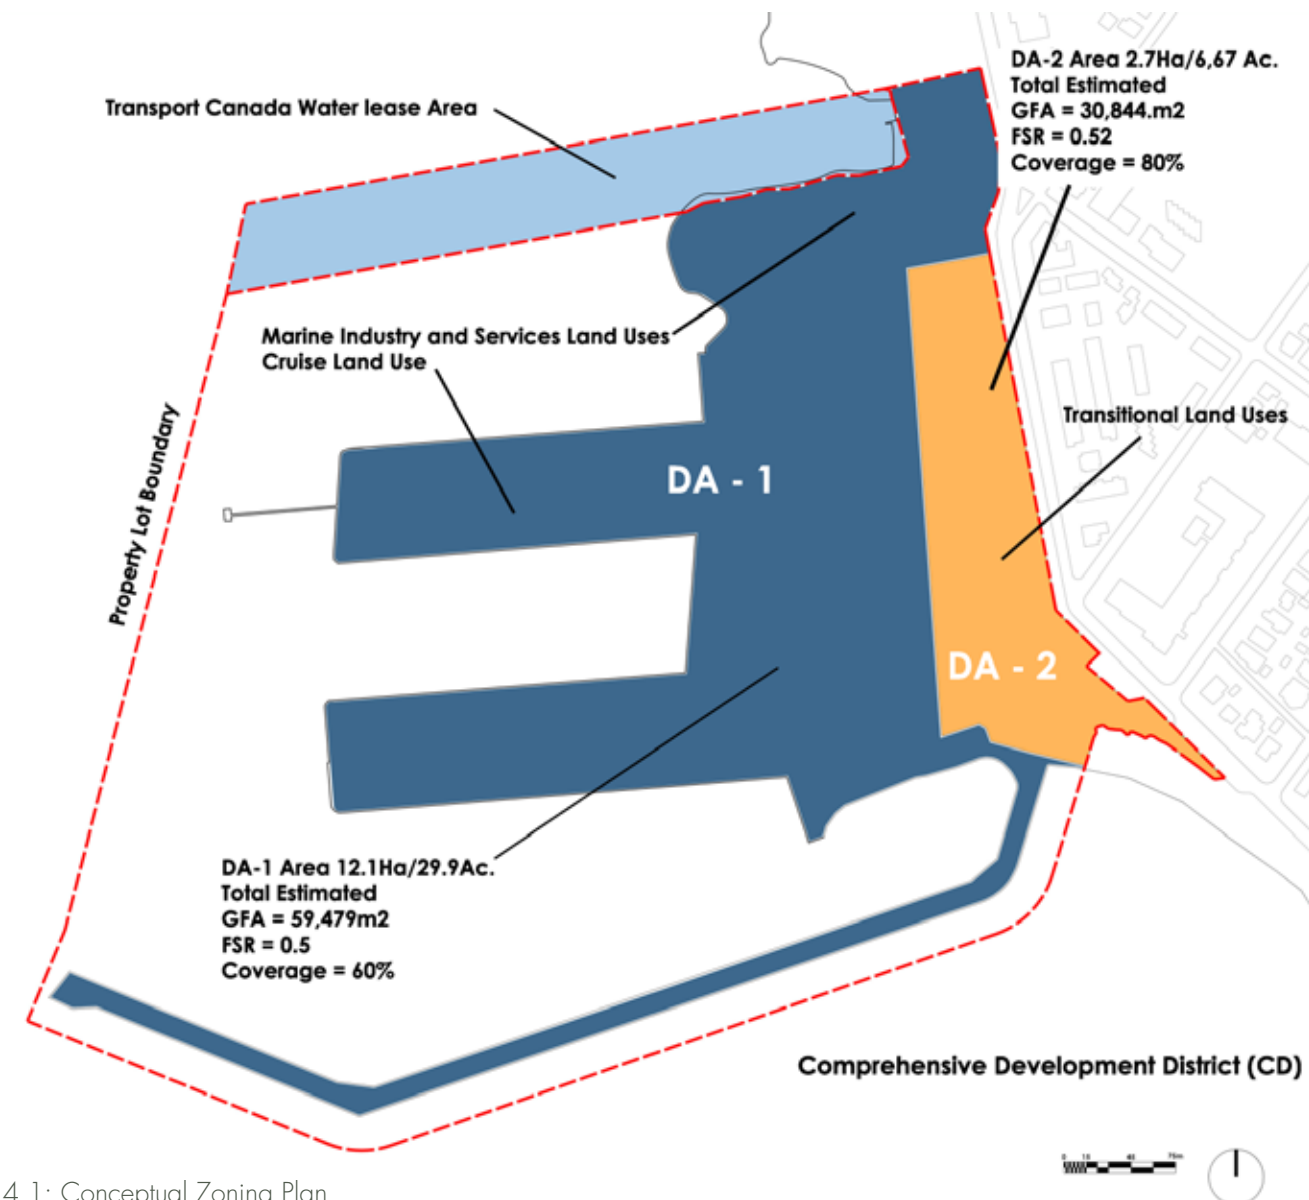 DA-2 Area 2.7Ha/6,67 Ac.
Total Estimated
GFA = 30,844.m2
FSR = 0.52
Coverage = 80%
Transport Canada Water lease Area
Marine Industry and Services Land Uses
Cruise Land Use
Transitional Land Uses
Property Lot Boundary
DA - 1
DA - 2
DA-1 Area 12.1Ha/29.9Ac.
Total Estimated
GFA = 59,479m2
FSR = 0.5
Coverage = 60%
Comprehensive Development District (CD)
0 15 75m
4.1: Conceptual Zoning Plan